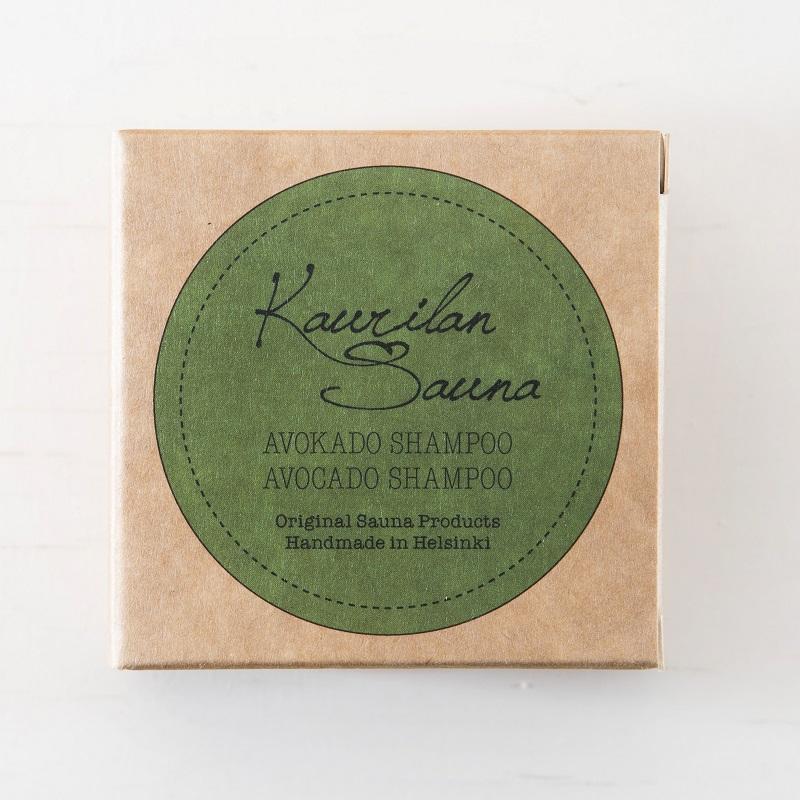 Kaurilan
Sauna
AVOKADO SHAMPOO
AVOCADO SHAMPOO
Original Sauna Products
Handmade in Helsinki